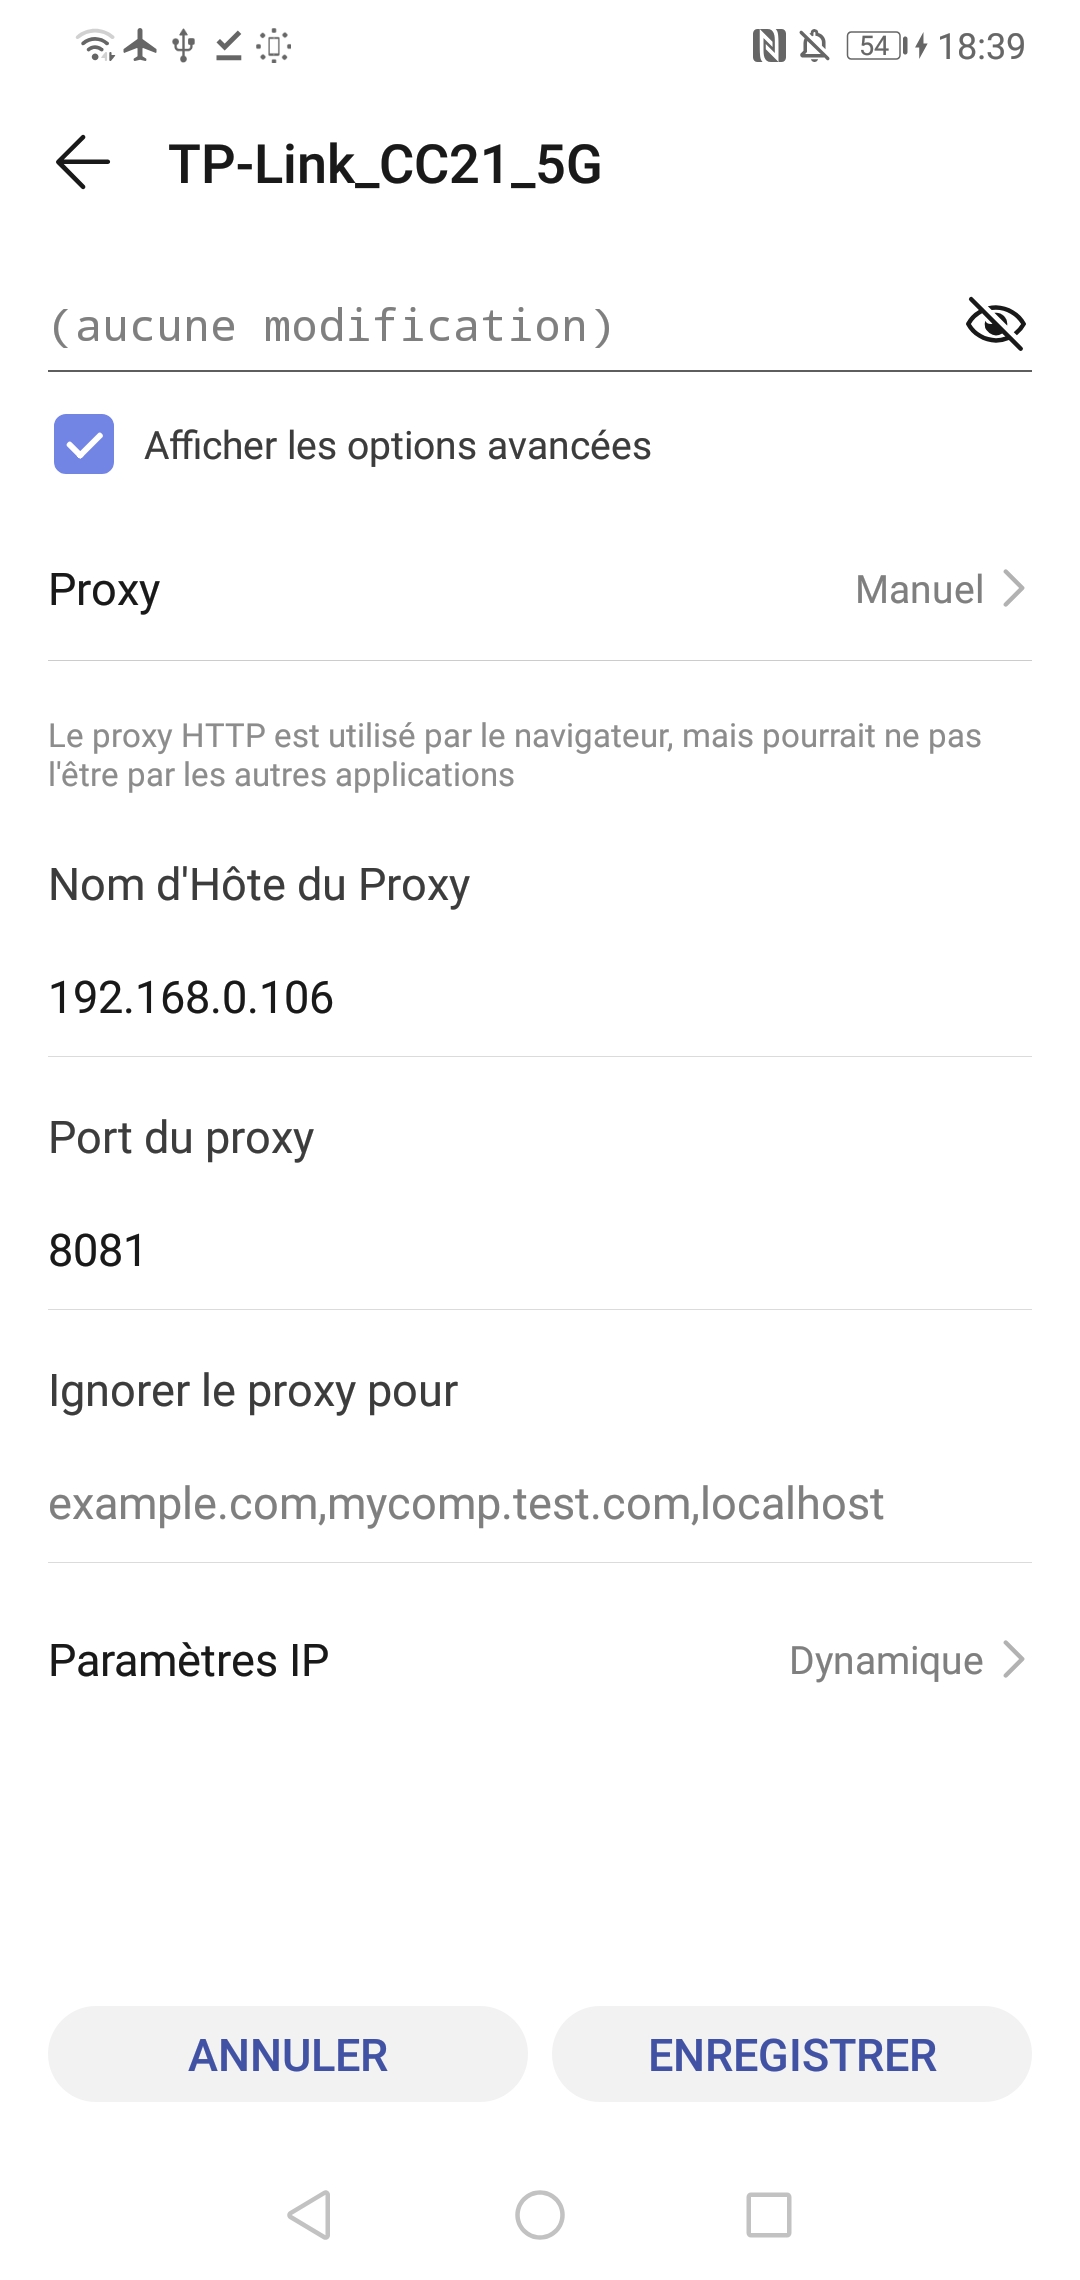 54 18:39
TP-Link_CC21_5G
(aucune modification)
Afficher les options avancées
Proxy Manuel
Le proxy HTTP est utilisé par le navigateur, mais pourrait ne pas
l'être par les autres applications
Nom d'Hôte du Proxy
192.168.0.106
Port du proxy
8081
Ignorer le proxy pour
example.com,mycomp.test.com,localhost
Paramètres IP Dynamique
ANNULER ENREGISTRER